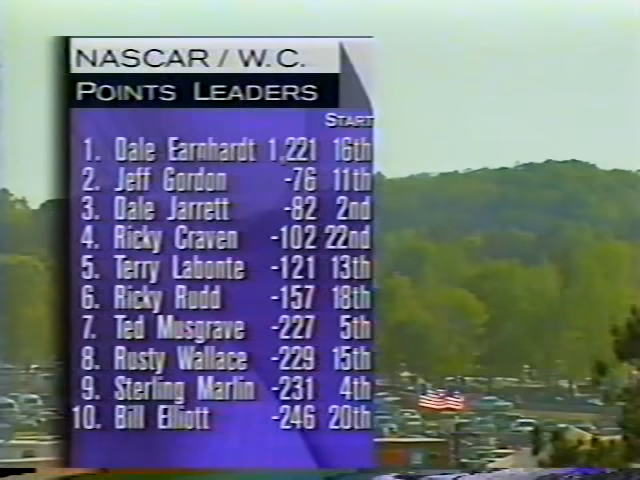 NASCAR / W.C.
POINTS LEADERS
START
1. Dale Earnhardt 1,221 16th
2. Jeff Gordon -76 11th
3. Dale Jarrett -82 2nd
4. Ricky Craven -102 22nd
5. Terry Labonte -121 13th
6. Ricky Rudd -157 18th
7. Ted Musgrave -227 5th
8. Rusty Wallace -229 15th
9. Sterling Marlin -231 4th
10. Bill Elliott -246 20th